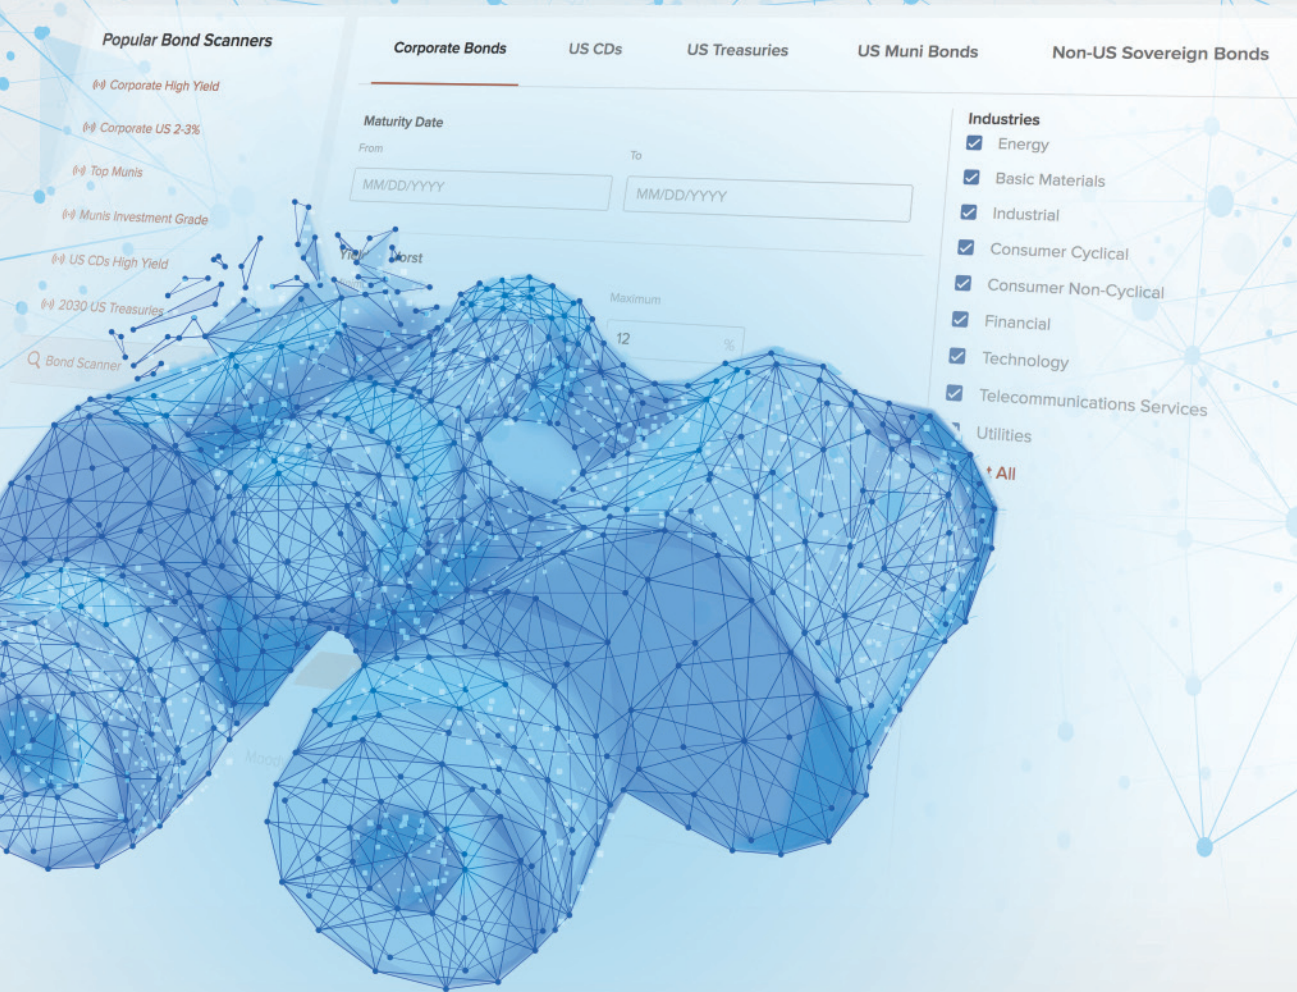 Popular Bond Scanners
Corporate High Yield
Corporate US 2-3%
Top Munis
Munis Investment Grade
US CDs High Yield
2030 US Treasuries
Bond Scanner
Corporate Bonds
US CDs
US Treasuries
US Muni Bonds
Non-US Sovereign Bonds
Maturity Date
From
To
MM/DD/YYYY
MM/DD/YYYY
Maximum
12
%
Industries
Energy
Basic Materials
Industrial
Consumer Cyclical
Consumer Non-Cyclical
Financial
Technology
Telecommunications Services
Utilities
All